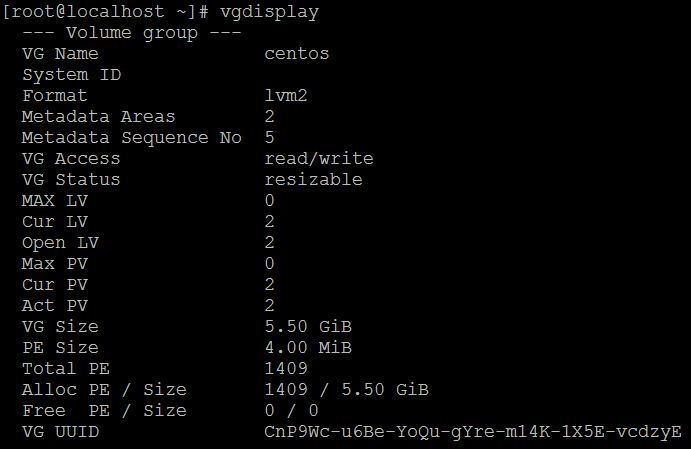 [root@localhost ~]# vgdisplay
--- Volume group ---
VG Name centos
System ID
Format lvm2
Metadata Areas 2
Metadata Sequence No 5
VG Access read/write
VG Status resizable
MAX LV 0
Cur LV 2
Open LV 2
Max PV 0
Cur PV 2
Act PV 2
VG Size 5.50 GiB
PE Size 4.00 MiB
Total PE 1409
Alloc PE / Size 1409 / 5.50 GiB
Free  PE / Size 0 / 0
VG UUID CnP9Wc-u6Be-YoQu-gYre-m14K-1X5E-vcdzyE